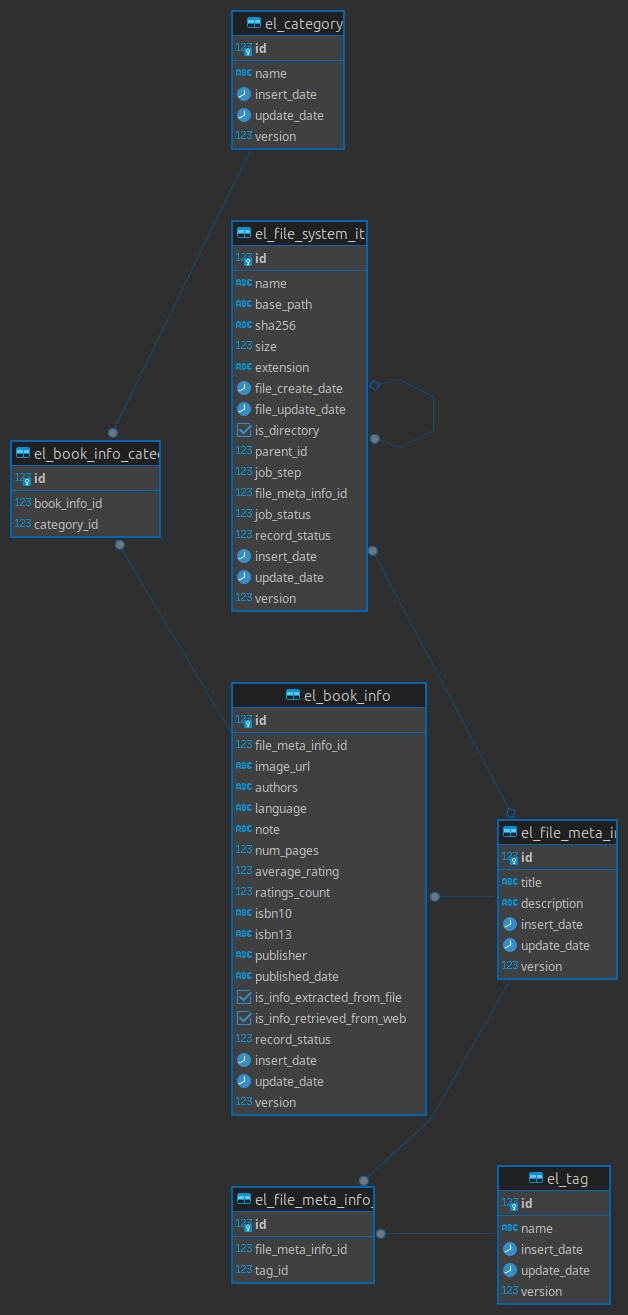 el_category
123 id
ABC name
insert_date
update_date
123 version
el_file_system_it
123 id
ABC name
ABC base_path
ABC sha256
123 size
ABC extension
file_create_date
file_update_date
is_directory
123 parent_id
123 job_step
123 file_meta_info_id
123 job_status
123 record_status
insert_date
update_date
123 version
el_book_info_cate
123 id
123 book_info_id
123 category_id
el_book_info
123 id
123 file_meta_info_id
ABC image_url
ABC authors
ABC language
ABC note
123 num_pages
123 average_rating
123 ratings_count
ABC isbn10
ABC isbn13
ABC publisher
ABC published_date
is_info_extracted_from_file
is_info_retrieved_from_web
123 record_status
insert_date
update_date
123 version
el_file_meta_i
123 id
ABC title
ABC description
insert_date
update_date
123 version
el_file_meta_info_
123 id
123 file_meta_info_id
123 tag_id
el_tag
123 id
ABC name
insert_date
update_date
123 version